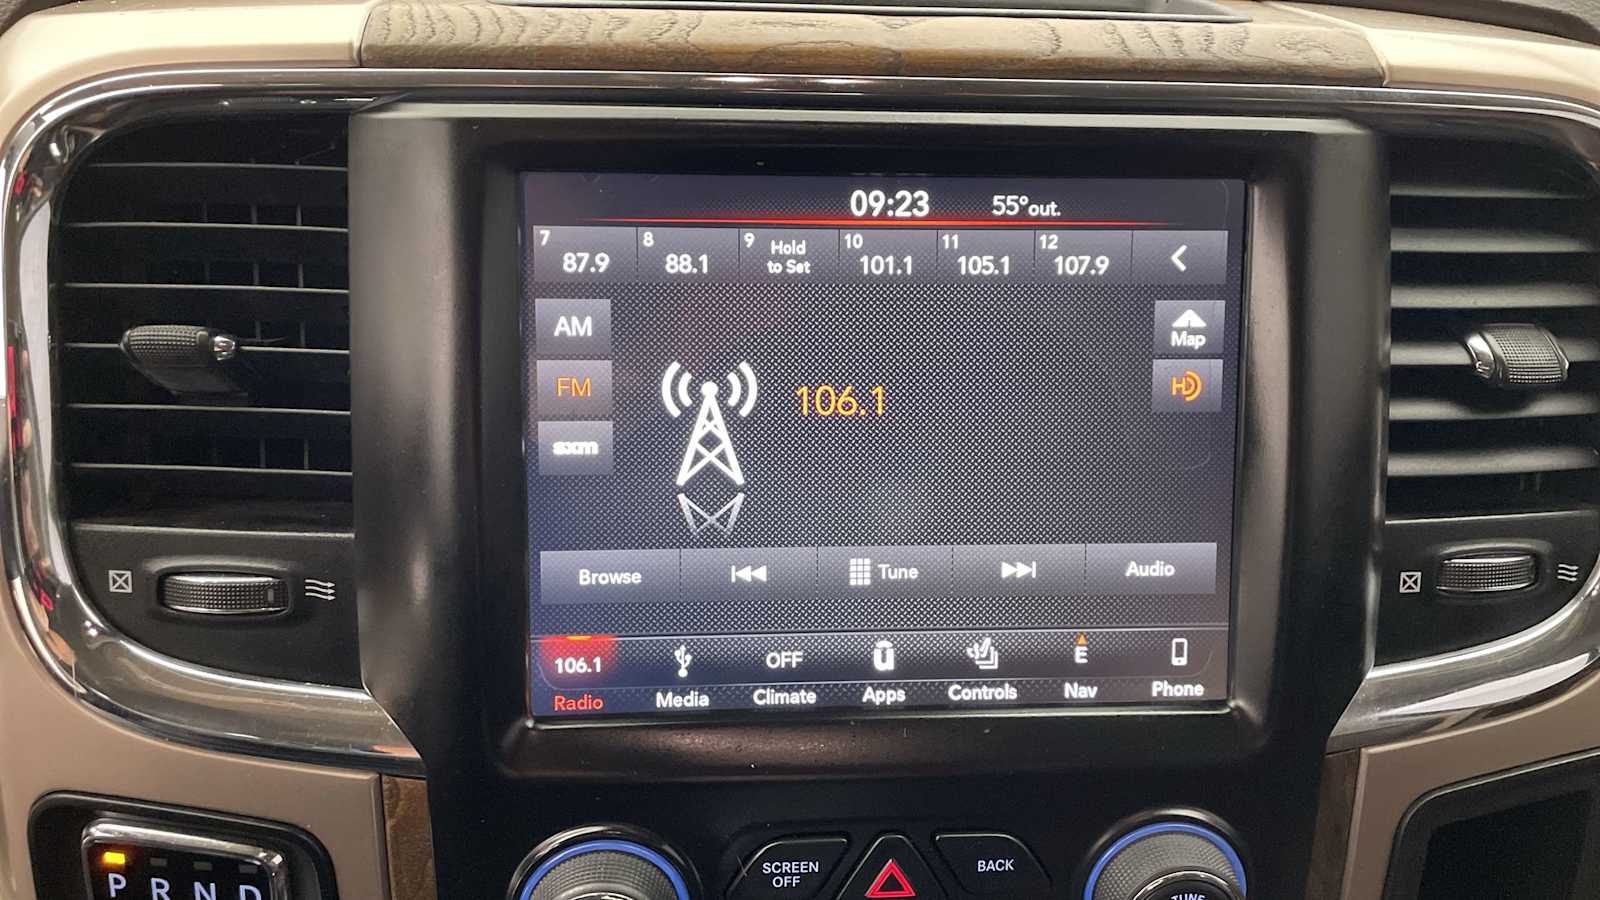 09:23 55°out.
7 87.9 8 88.1 9 Hold to Set 10 101.1 11 105.1 12 107.9
AM
Map
FM
106.1
HD
sxm
Browse Tune Audio
106.1 OFF E
Radio Media Climate Apps Controls Nav Phone
SCREEN OFF BACK
P R N D
TUNE